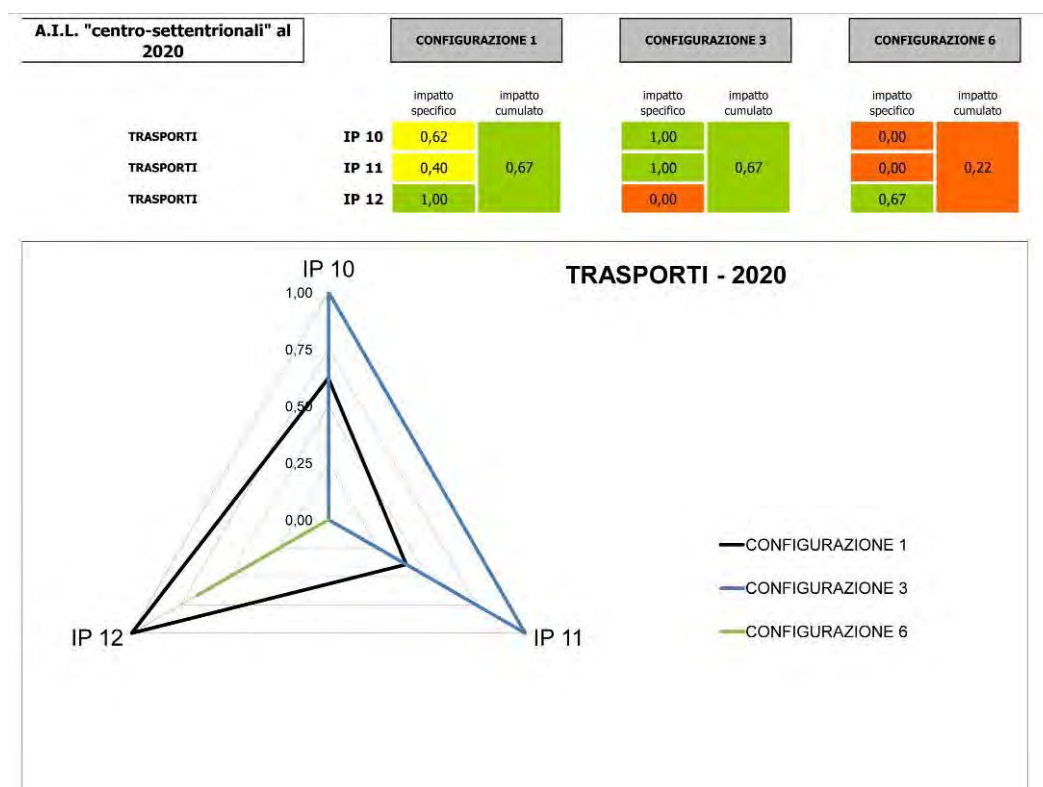 A.I.L. "centro-settentrionali" al
2020
CONFIGURAZIONE 1
CONFIGURAZIONE 3
CONFIGURAZIONE 6
impatto specifico
impatto cumulato
impatto specifico
impatto cumulato
impatto specifico
impatto cumulato
TRASPORTI IP 10 0,62 1,00 0,00
TRASPORTI IP 11 0,40 0,67 1,00 0,67 0,00 0,22
TRASPORTI IP 12 1,00 0,00 0,67
TRASPORTI - 2020
IP 10
1,00
0,75
0,50
0,25
0,00
IP 12
IP 11
CONFIGURAZIONE 1
CONFIGURAZIONE 3
CONFIGURAZIONE 6